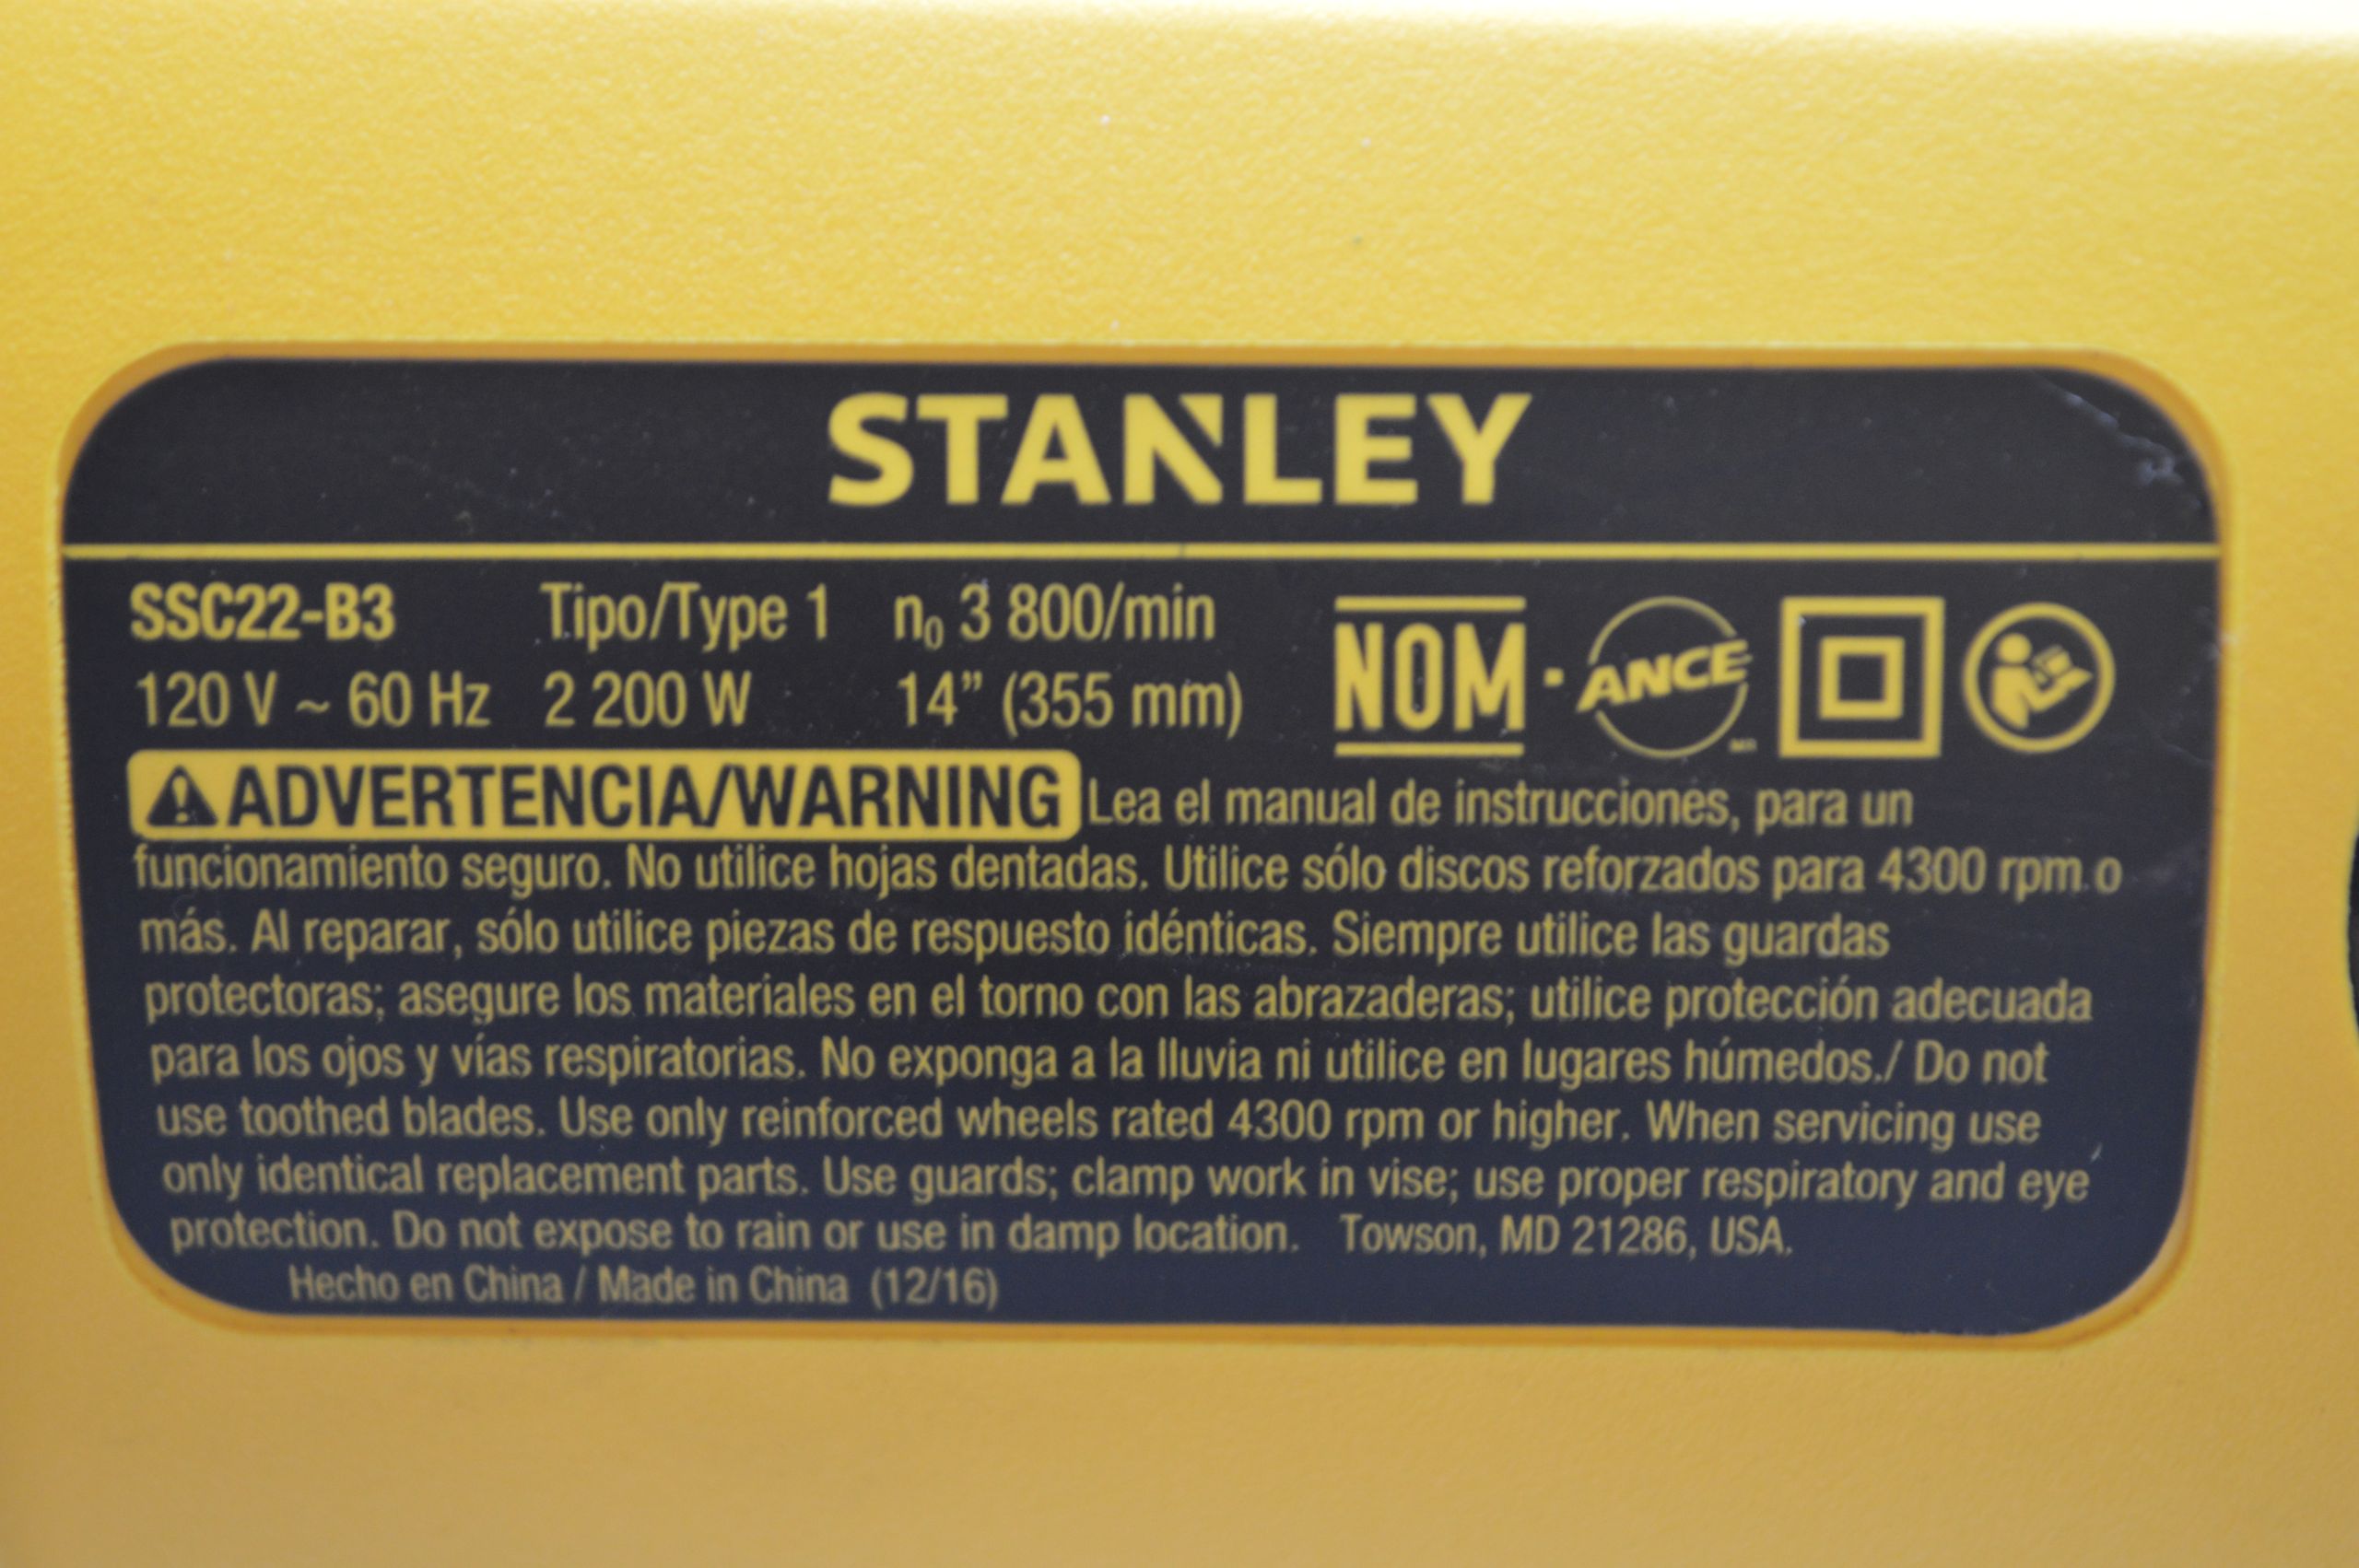 STANLEY
SSC22-B3 Tipo/Type 1 n₀ 3 800/min
120 V ~ 60 Hz 2 200 W 14” (355 mm)
NOM · ANCE MR
ADVERTENCIA/WARNING Lea el manual de instrucciones, para un
funcionamiento seguro. No utilice hojas dentadas. Utilice sólo discos reforzados para 4300 rpm o
más. Al reparar, sólo utilice piezas de respuesto idénticas. Siempre utilice las guardas
protectoras; asegure los materiales en el torno con las abrazaderas; utilice protección adecuada
para los ojos y vías respiratorias. No exponga a la lluvia ni utilice en lugares húmedos./ Do not
use toothed blades. Use only reinforced wheels rated 4300 rpm or higher. When servicing use
only identical replacement parts. Use guards; clamp work in vise; use proper respiratory and eye
protection. Do not expose to rain or use in damp location. Towson, MD 21286, USA.
Hecho en China / Made in China (12/16)